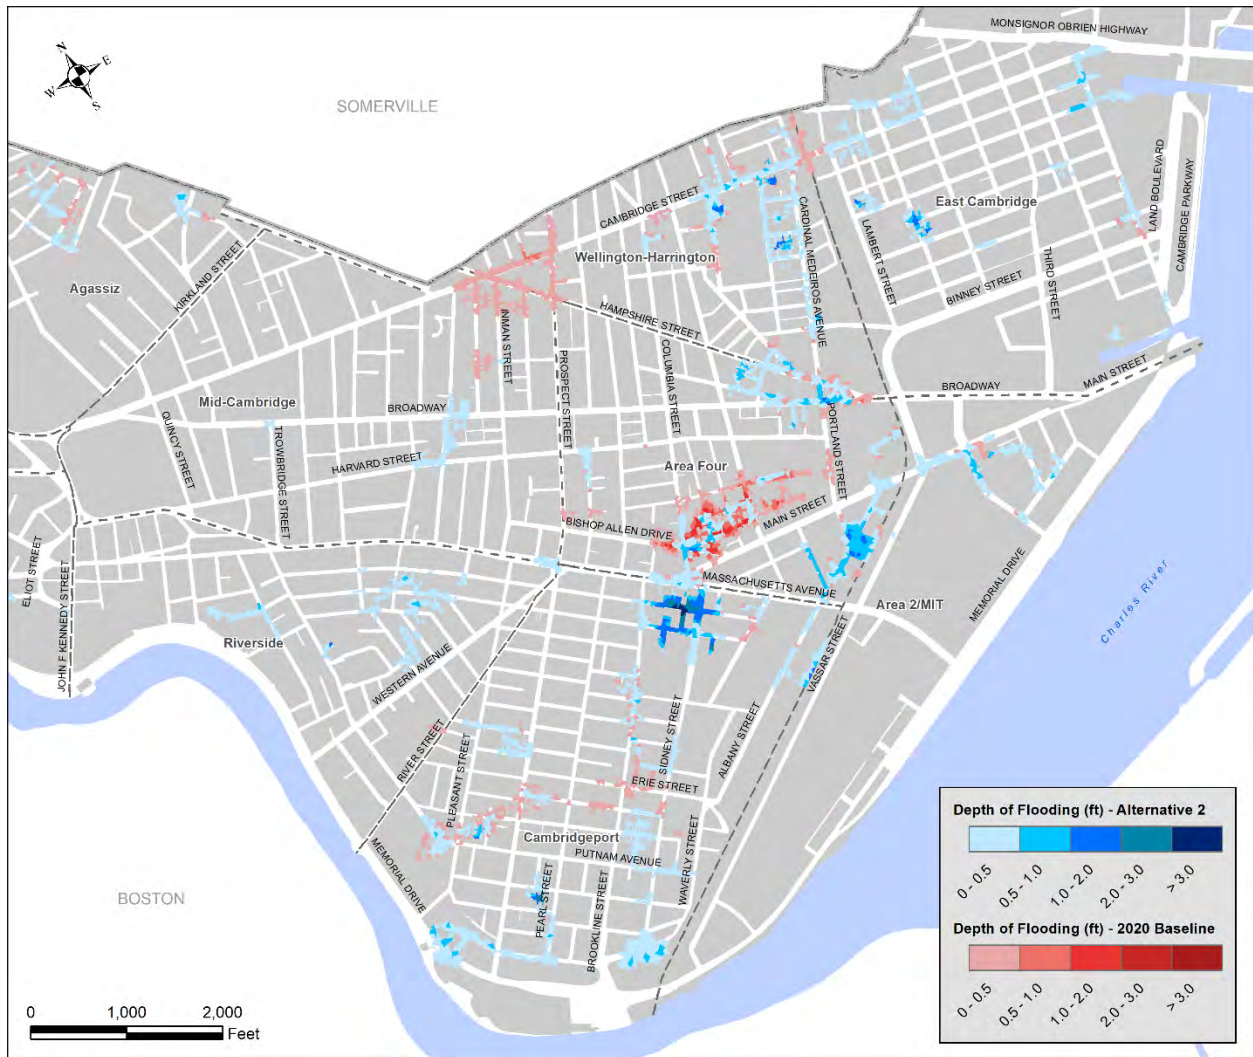 MONSIGNOR OBRIEN HIGHWAY
N
E
W
S
SOMERVILLE
LAND BOULEVARD
CAMBRIDGE PARKWAY
CAMBRIDGE STREET
CARDINAL MEDEIROS AVENUE
East Cambridge
LAMBERT STREET
KIRKLAND STREET
Wellington-Harrington
THIRD STREET
Agassiz
BINNEY STREET
HAMPSHIRE STREET
INMAN STREET
PROSPECT STREET
COLUMBIA STREET
MAIN STREET
BROADWAY
Mid-Cambridge
BROADWAY
QUINCY STREET
TROWBRIDGE STREET
HARVARD STREET
PORTLAND STREET
Area Four
MAIN STREET
BISHOP ALLEN DRIVE
ELIOT STREET
JOHN F KENNEDY STREET
MASSACHUSETTS AVENUE
Area 2/MIT
MEMORIAL DRIVE
Charles River
Riverside
WESTERN AVENUE
VASSAR STREET
RIVER STREET
PLEASANT STREET
SIDNEY STREET
ALBANY STREET
ERIE STREET
Cambridgeport
PUTNAM AVENUE
MEMORIAL DRIVE
PEARL STREET
BROOKLINE STREET
WAVERLY STREET
BOSTON
Depth of Flooding (ft) - Alternative 2
0 - 0.5
0.5 - 1.0
1.0 - 2.0
2.0 - 3.0
> 3.0
Depth of Flooding (ft) - 2020 Baseline
0 - 0.5
0.5 - 1.0
1.0 - 2.0
2.0 - 3.0
> 3.0
0 1,000 2,000
Feet